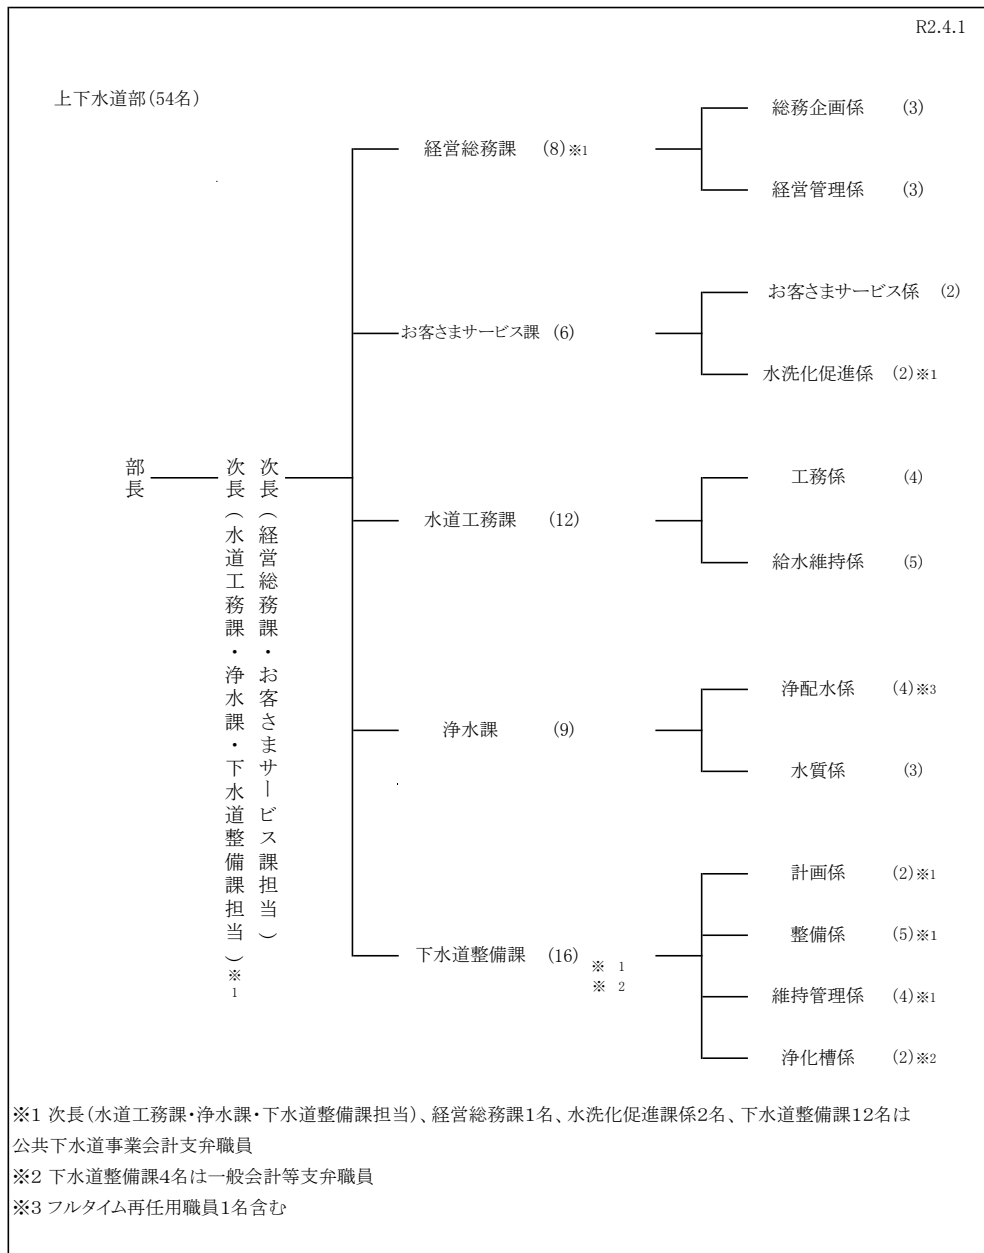 R2.4.1
上下水道部(54名)
部長
次長(経営総務課・お客さまサービス課担当)
次長(水道工務課・浄水課・下水道整備課担当)※1
経営総務課 (8)※1
総務企画係 (3)
経営管理係 (3)
お客さまサービス課 (6)
お客さまサービス係 (2)
水洗化促進係 (2)※1
水道工務課 (12)
工務係 (4)
給水維持係 (5)
浄水課 (9)
浄配水係 (4)※3
水質係 (3)
下水道整備課 (16)
※ 1
※ 2
計画係 (2)※1
整備係 (5)※1
維持管理係 (4)※1
浄化槽係 (2)※2
※1 次長(水道工務課・浄水課・下水道整備課担当)、経営総務課1名、水洗化促進課係2名、下水道整備課12名は
公共下水道事業会計支弁職員
※2 下水道整備課4名は一般会計等支弁職員
※3 フルタイム再任用職員1名含む